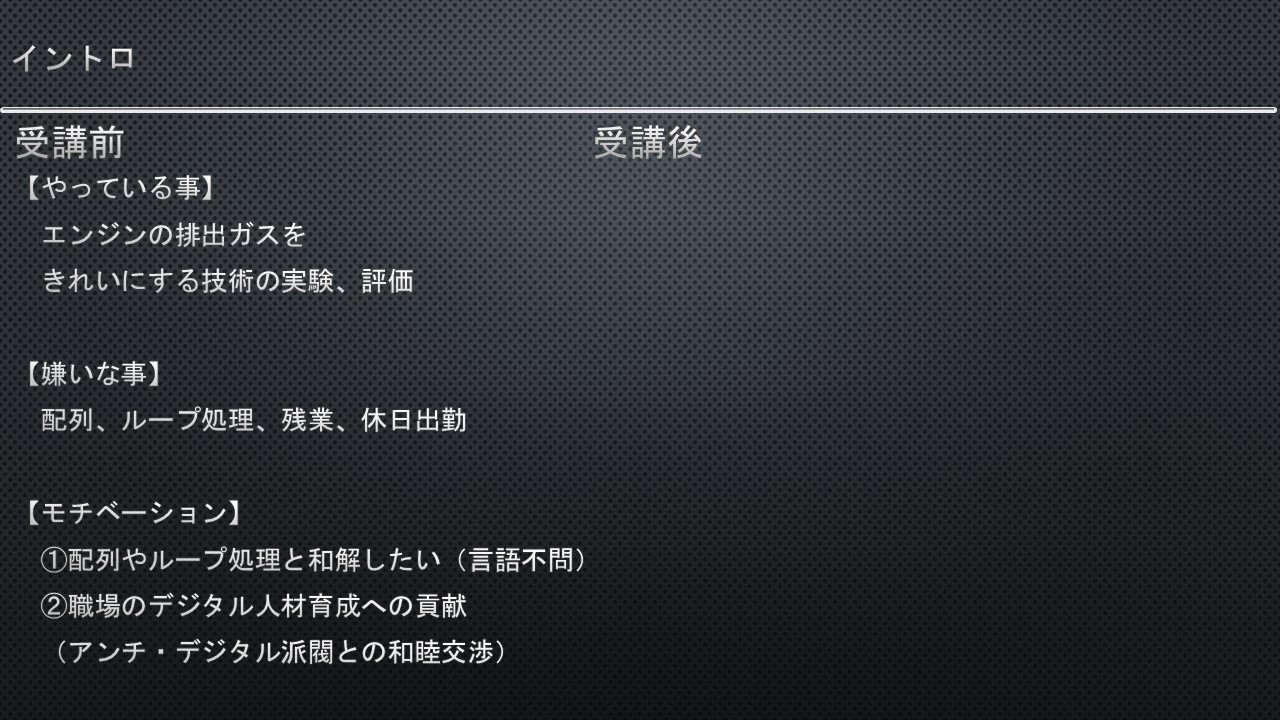 イントロ
受講前
【やっている事】
エンジンの排出ガスを
きれいにする技術の実験、評価
【嫌いな事】
配列、ループ処理、残業、休日出勤
【モチベーション】
①配列やループ処理と和解したい（言語不問）
②職場のデジタル人材育成への貢献
（アンチ・デジタル派閥との和睦交渉）
受講後